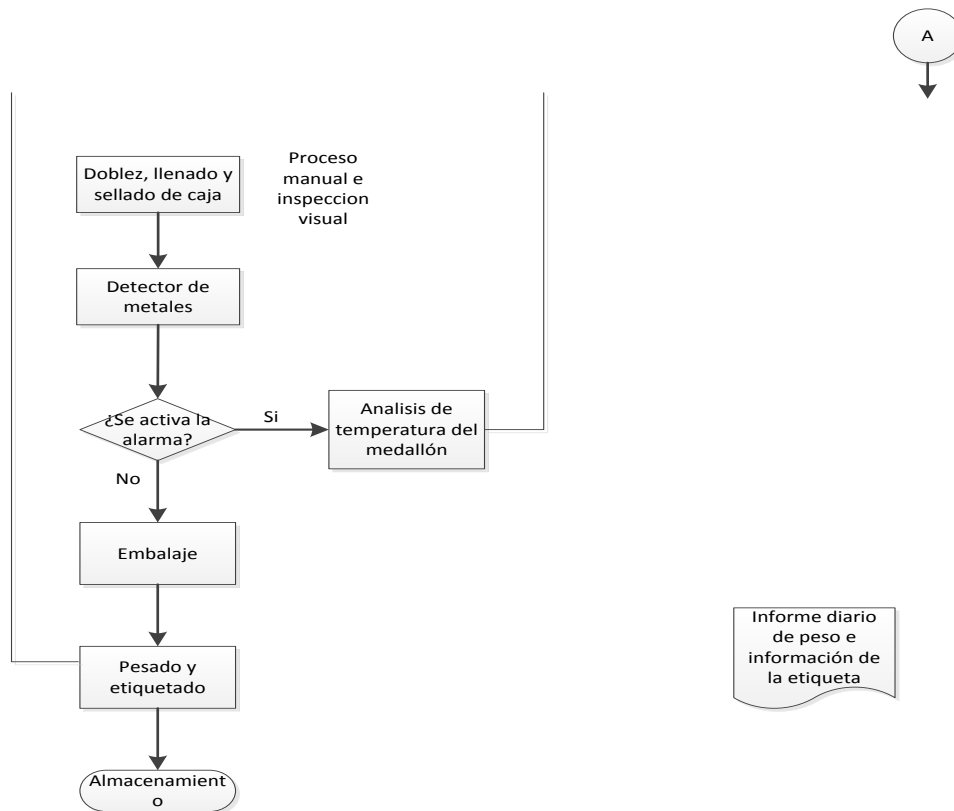 A
Doblez, llenado y
sellado de caja
Proceso
manual e
inspeccion
visual
Detector de
metales
¿Se activa la
alarma?
Si
Analisis de
temperatura del
medallón
No
Embalaje
Informe diario
de peso e
información de
la etiqueta
Pesado y
etiquetado
Almacenamient
o